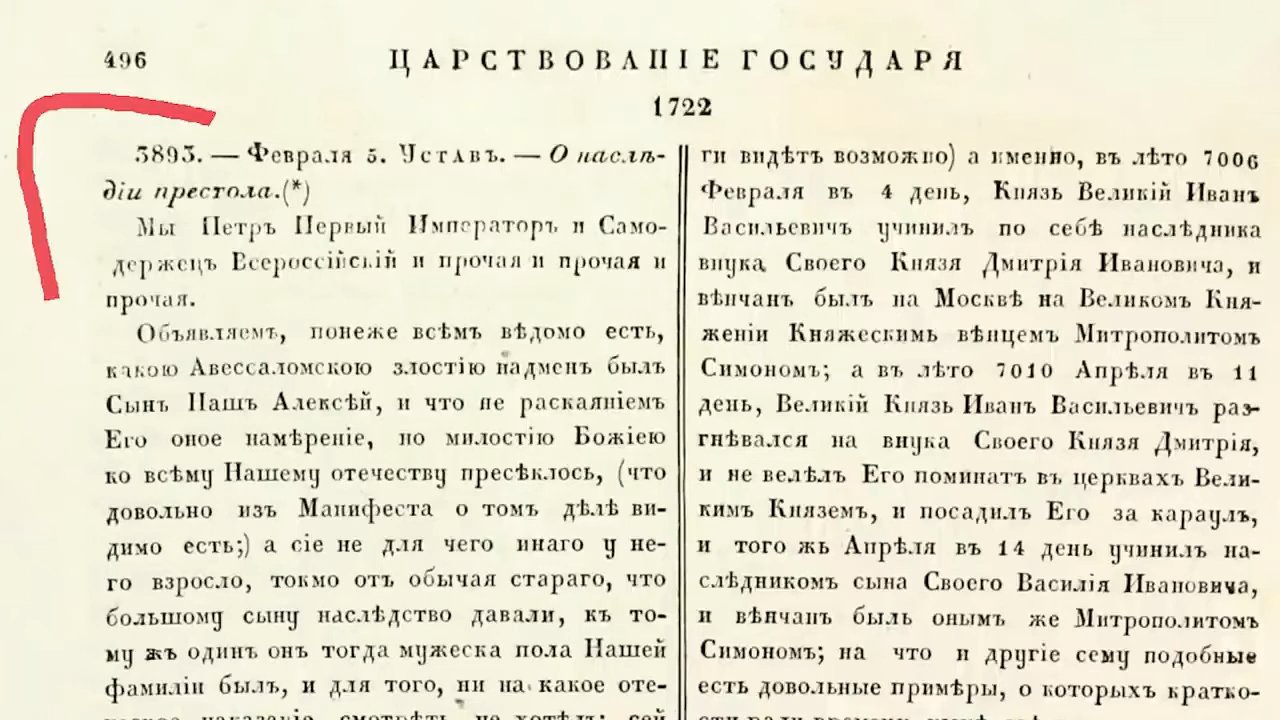 496
ЦАРСТВОВАНІЕ ГОСУДАРЯ
1722
3893. — Февраля 5. Уставъ. — О наслѣ-
діи престола.(*)
Мы Петръ Первый Императоръ и Само-
держецъ Всероссійскій и прочая и прочая и
прочая.
Объявляемъ, понеже всѣмъ вѣдомо есть,
какою Авессаломскою злостію надменъ былъ
Сынъ Нашъ Алексѣй, и что не раскаяніемъ
Его оное намѣреніе, но милостію Божіею
ко всѣму Нашему отечеству пресѣклось, (что
довольно изъ Манифеста о томъ дѣлѣ ви-
димо есть;) а сіе не для чего инаго у не-
го взросло, токмо отъ обычая стараго, что
большому сыну наслѣдство давали, къ то-
му жъ одинъ онъ тогда мужеска пола Нашей
фамиліи былъ, и для того, ни на какое оте-
смотрѣть не хотѣлъ; сей
ги видѣтъ возможно) а именно, въ лѣто 7006
Февраля въ 4 день, Князь Великій Иванъ
Васильевичъ учинилъ по себѣ наслѣдника
внука Своего Князя Дмитрія Ивановича, и
вѣнчанъ былъ на Москвѣ на Великомъ Кня-
женіи Княжескимъ вѣнцемъ Митрополитомъ
Симономъ; а въ лѣто 7010 Апрѣля въ 11
день, Великій Князь Иванъ Васильевичъ раз-
гнѣвался на внука Своего Князя Дмитрія,
и не велѣлъ Его поминать въ церквахъ Вели-
кимъ Княземъ, и посадилъ Его за караулъ,
и того жь Апрѣля въ 14 день учинилъ на-
слѣдникомъ сына Своего Василія Ивановича,
и вѣнчанъ былъ онымъ же Митрополитомъ
Симономъ; на что и другіе сему подобные
есть довольные примѣры, о которыхъ кратко-